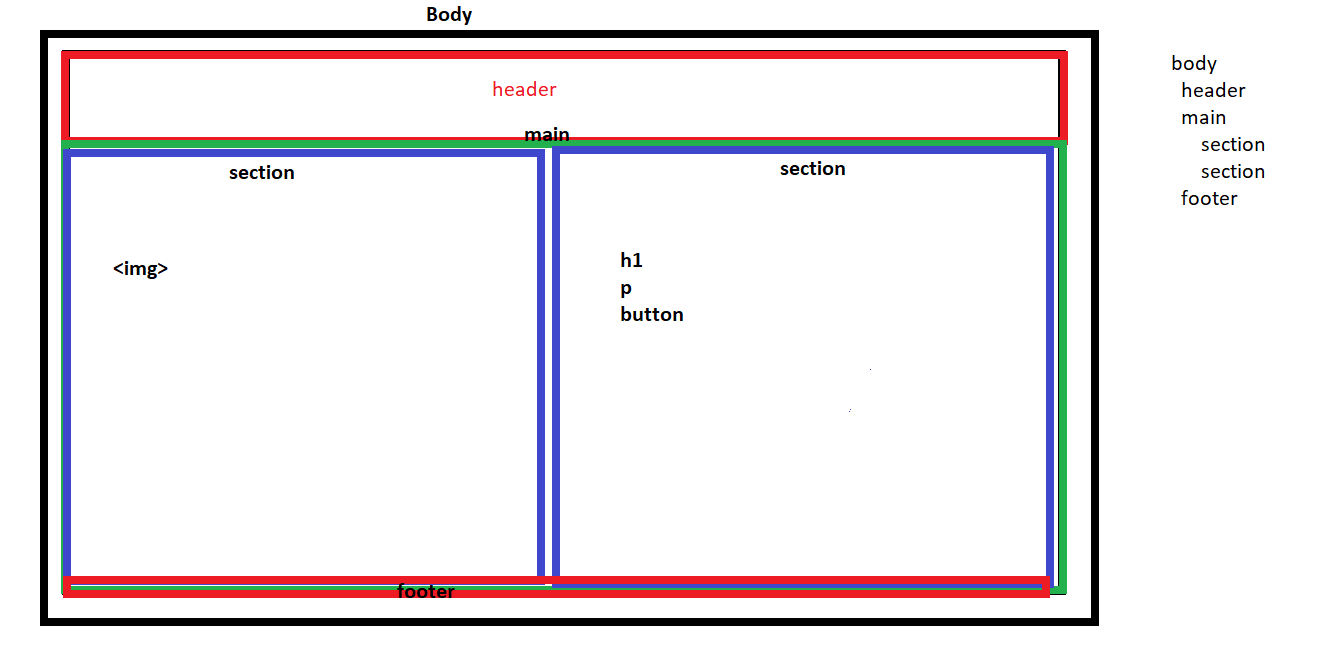 Body
header
main
section
section
<img>
h1
p
button
footer
body
header
main
section
section
footer